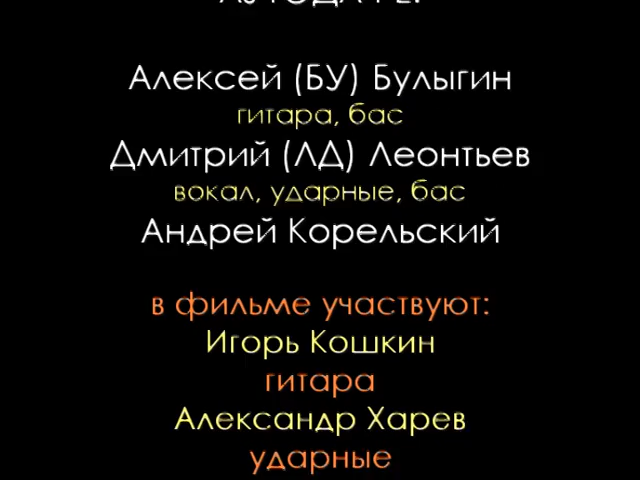 Алексей (БУ) Булыгин
гитара, бас
Дмитрий (ЛД) Леонтьев
вокал, ударные, бас
Андрей Корельский
в фильме участвуют:
Игорь Кошкин
гитара
Александр Харев
ударные